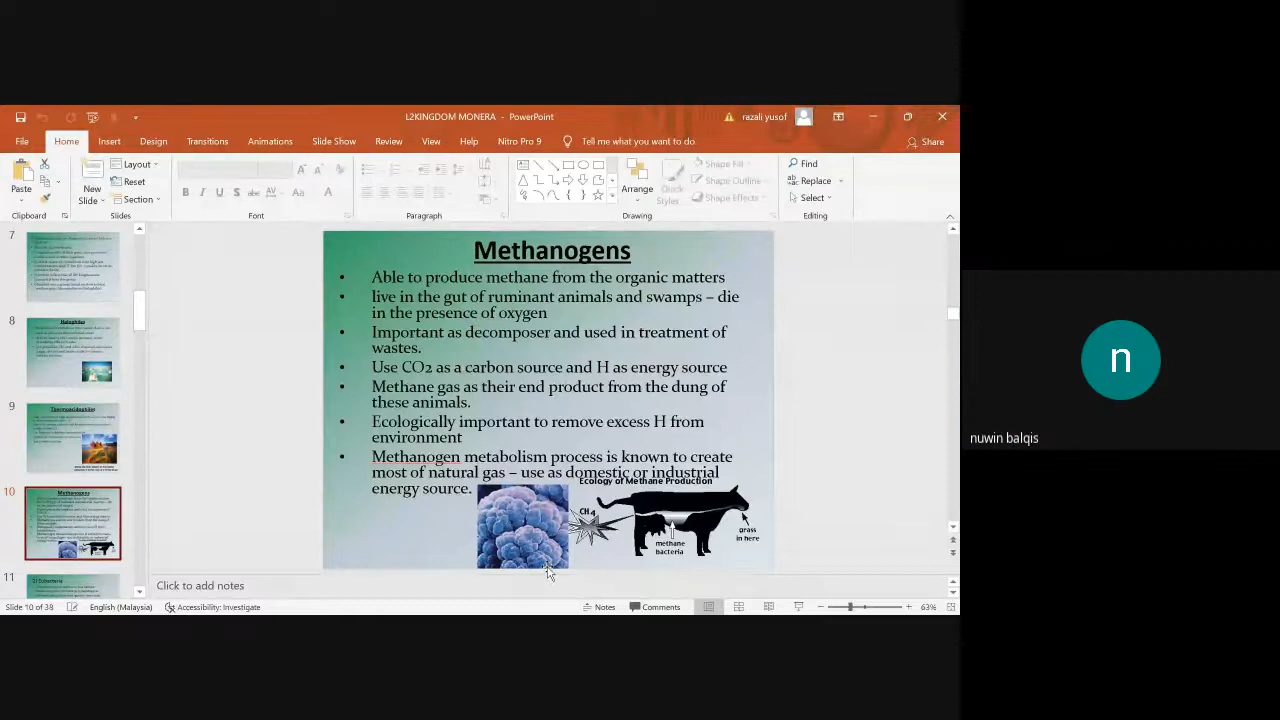 L2KINGDOM MONERA - PowerPoint
razali yusof
File Home Insert Design Transitions Animations Slide Show Review View Help Nitro Pro 9 Tell me what you want to do Share
Paste
Clipboard
New Slide
Layout
Reset
Section
Slides
B I U S abc AV Aa A
Font
Paragraph
Arrange
Quick Styles
Shape Fill
Shape Outline
Shape Effects
Drawing
Find
Replace
Select
Editing
7
8
Halophiles
9
10
Methanogens
11
2) Eubacteria
Methanogens
• Able to produce methane from the organic matters
• live in the gut of ruminant animals and swamps – die
in the presence of oxygen
• Important as decomposer and used in treatment of
wastes.
• Use CO2 as a carbon source and H as energy source
• Methane gas as their end product from the dung of
these animals.
• Ecologically important to remove excess H from
environment
• Methanogen metabolism process is known to create
most of natural gas – use as domestic or industrial
energy source.
Ecology of Methane Production
CH4
methane
bacteria
grass
in here
Click to add notes
Slide 10 of 38 English (Malaysia) Accessibility: Investigate Notes Comments 63%
n
nuwin balqis